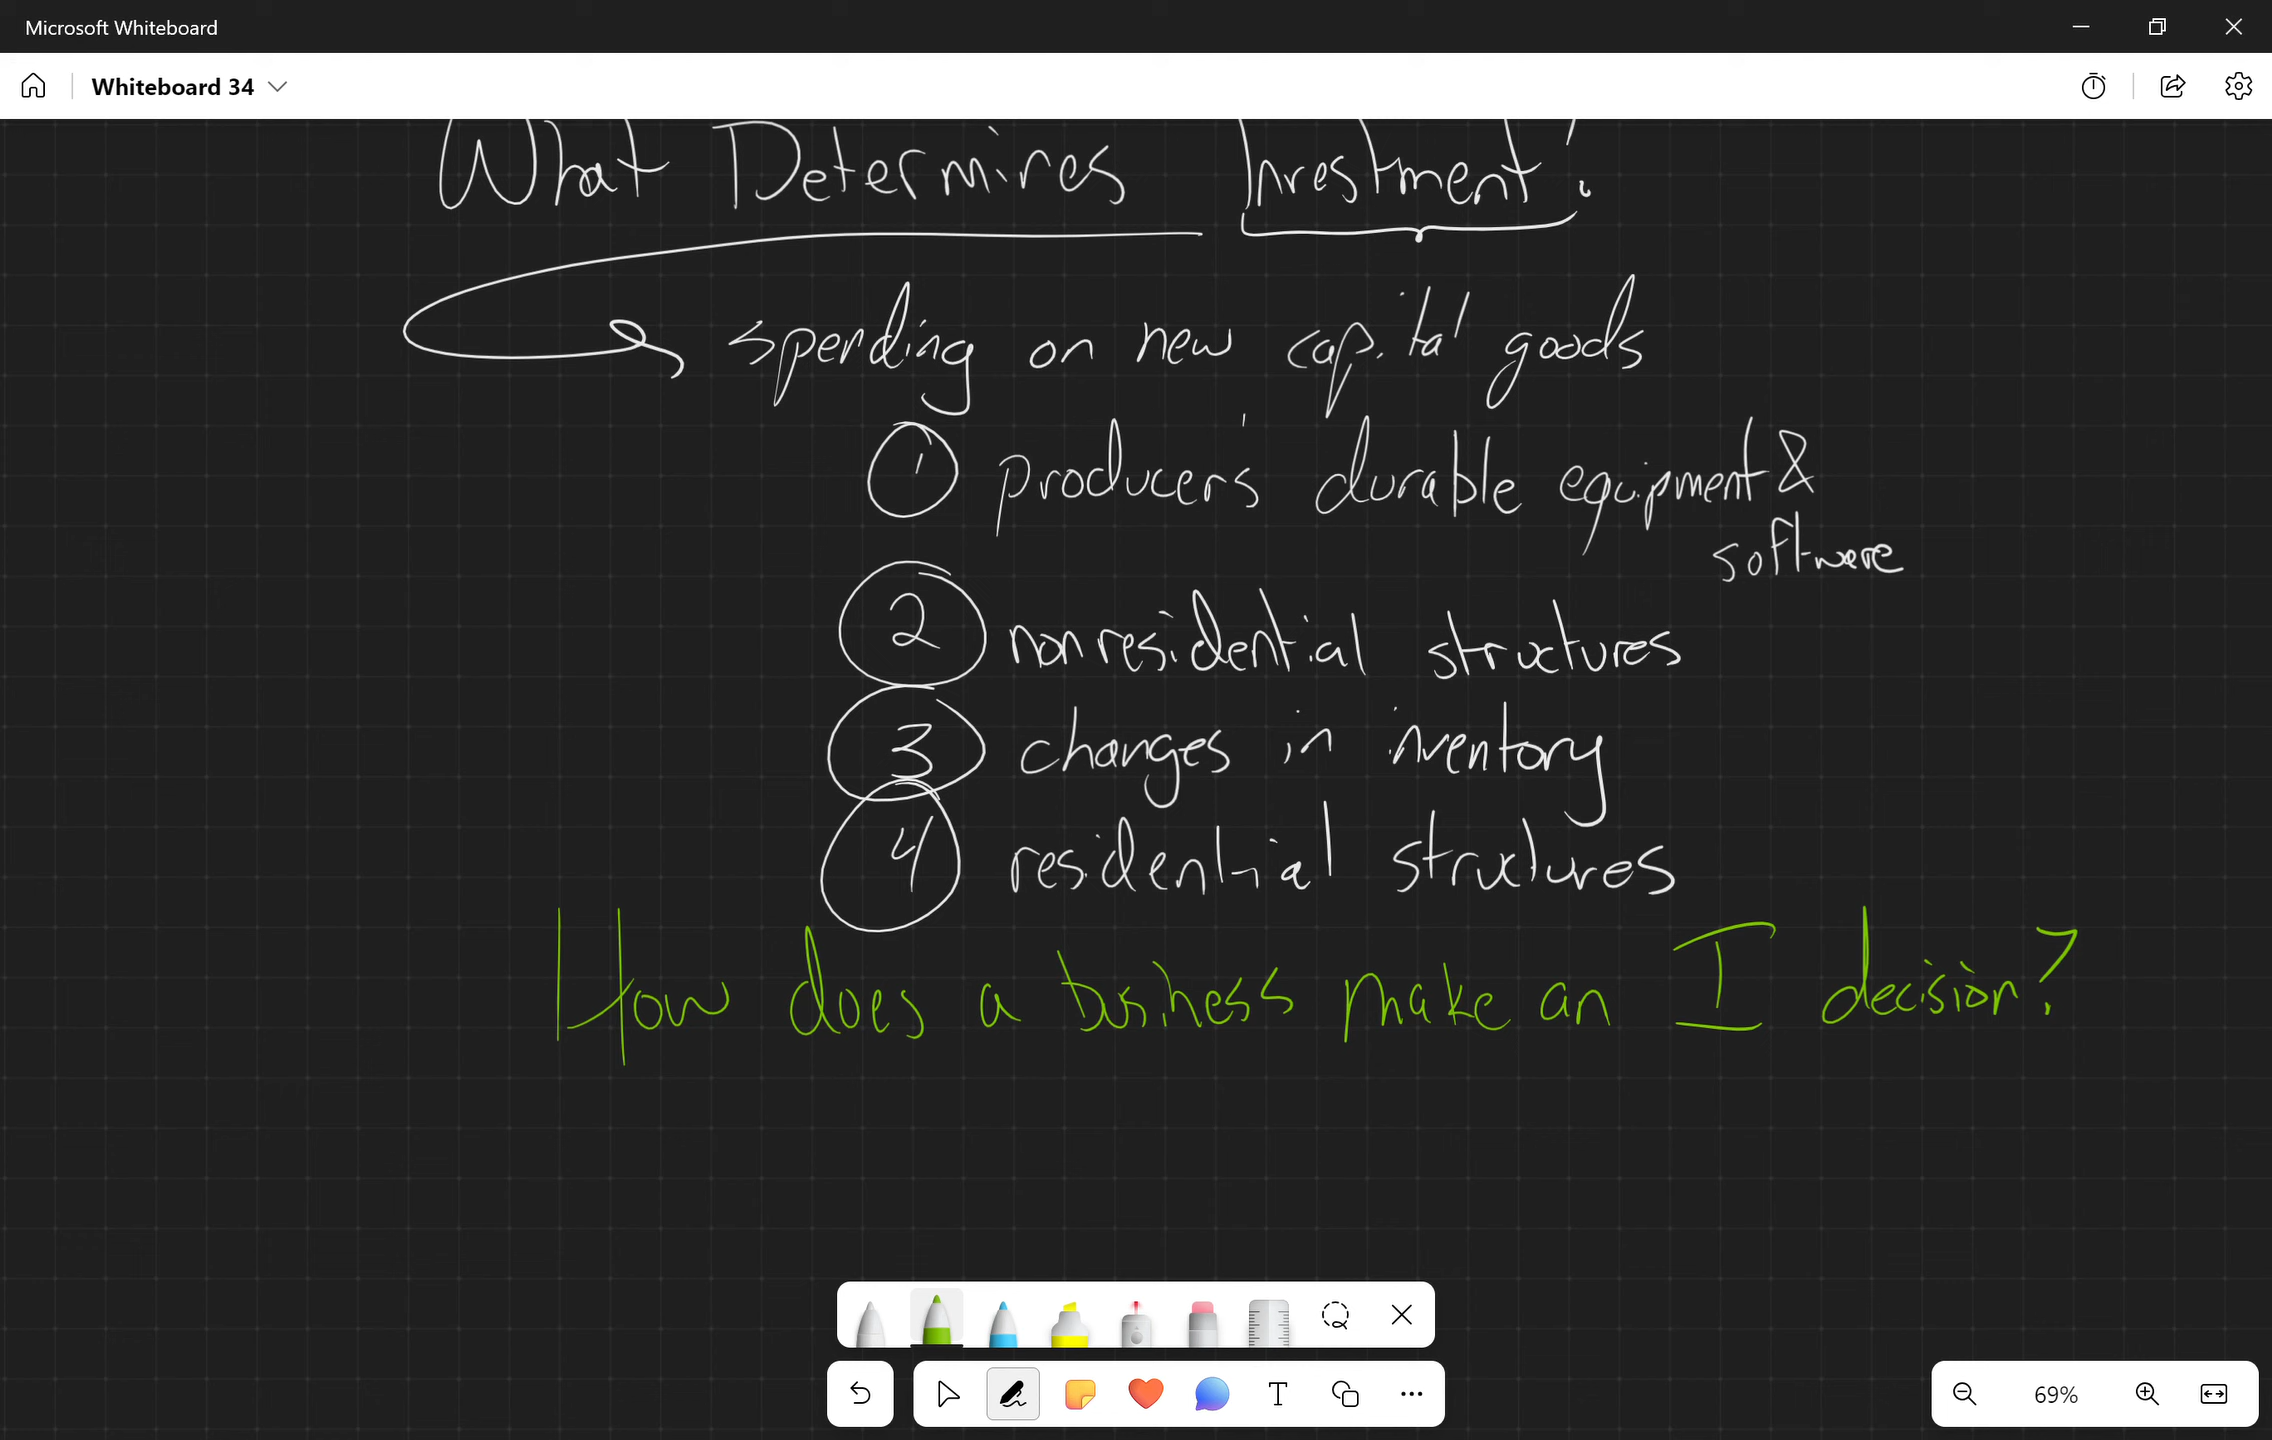 Microsoft Whiteboard
Whiteboard 34
What Determines Investment?
spending on new capital goods
1 producer's durable equipment &
software
2 nonresidential structures
3 changes in inventory
4 residential structures
How does a business make an I decision?
69%